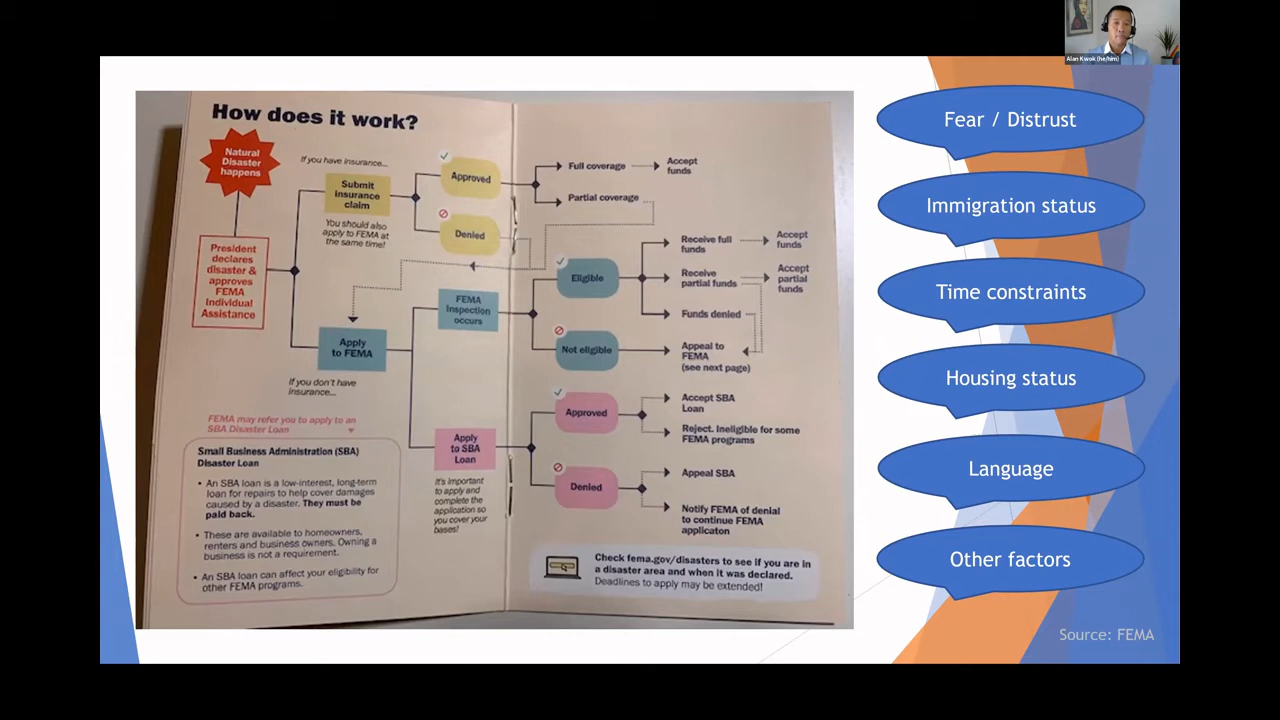 Alan Kwok (he/him)
How does it work?
Natural
Disaster
happens
President
declares
disaster &
approves
FEMA
Individual
Assistance
If you have insurance...
Submit
insurance
claim
You should also
apply to FEMA at
the same time!
Approved
Denied
Full coverage
Accept
funds
Partial coverage
Apply
to FEMA
If you don't have
insurance...
FEMA
Inspection
occurs
Eligible
Receive full
funds
Accept
funds
Receive
partial funds
Accept
partial
funds
Funds denied
Not eligible
Appeal to
FEMA
(see next page)
FEMA may refer you to apply to an
SBA Disaster Loan
Small Business Administration (SBA)
Disaster Loan
• An SBA loan is a low-interest, long-term
loan for repairs to help cover damages
caused by a disaster. They must be
paid back.
• These are available to homeowners,
renters and business owners. Owning a
business is not a requirement.
• An SBA loan can affect your eligibility for
other FEMA programs.
Apply
to SBA
Loan
It's important
to apply and
complete the
application so
you cover your
bases!
Approved
Accept SBA
Loan
Reject. Ineligible for some
FEMA programs
Denied
Appeal SBA
Notify FEMA of denial
to continue FEMA
applicaton
Check fema.gov/disasters to see if you are in
a disaster area and when it was declared.
Deadlines to apply may be extended!
Fear / Distrust
Immigration status
Time constraints
Housing status
Language
Other factors
Source: FEMA